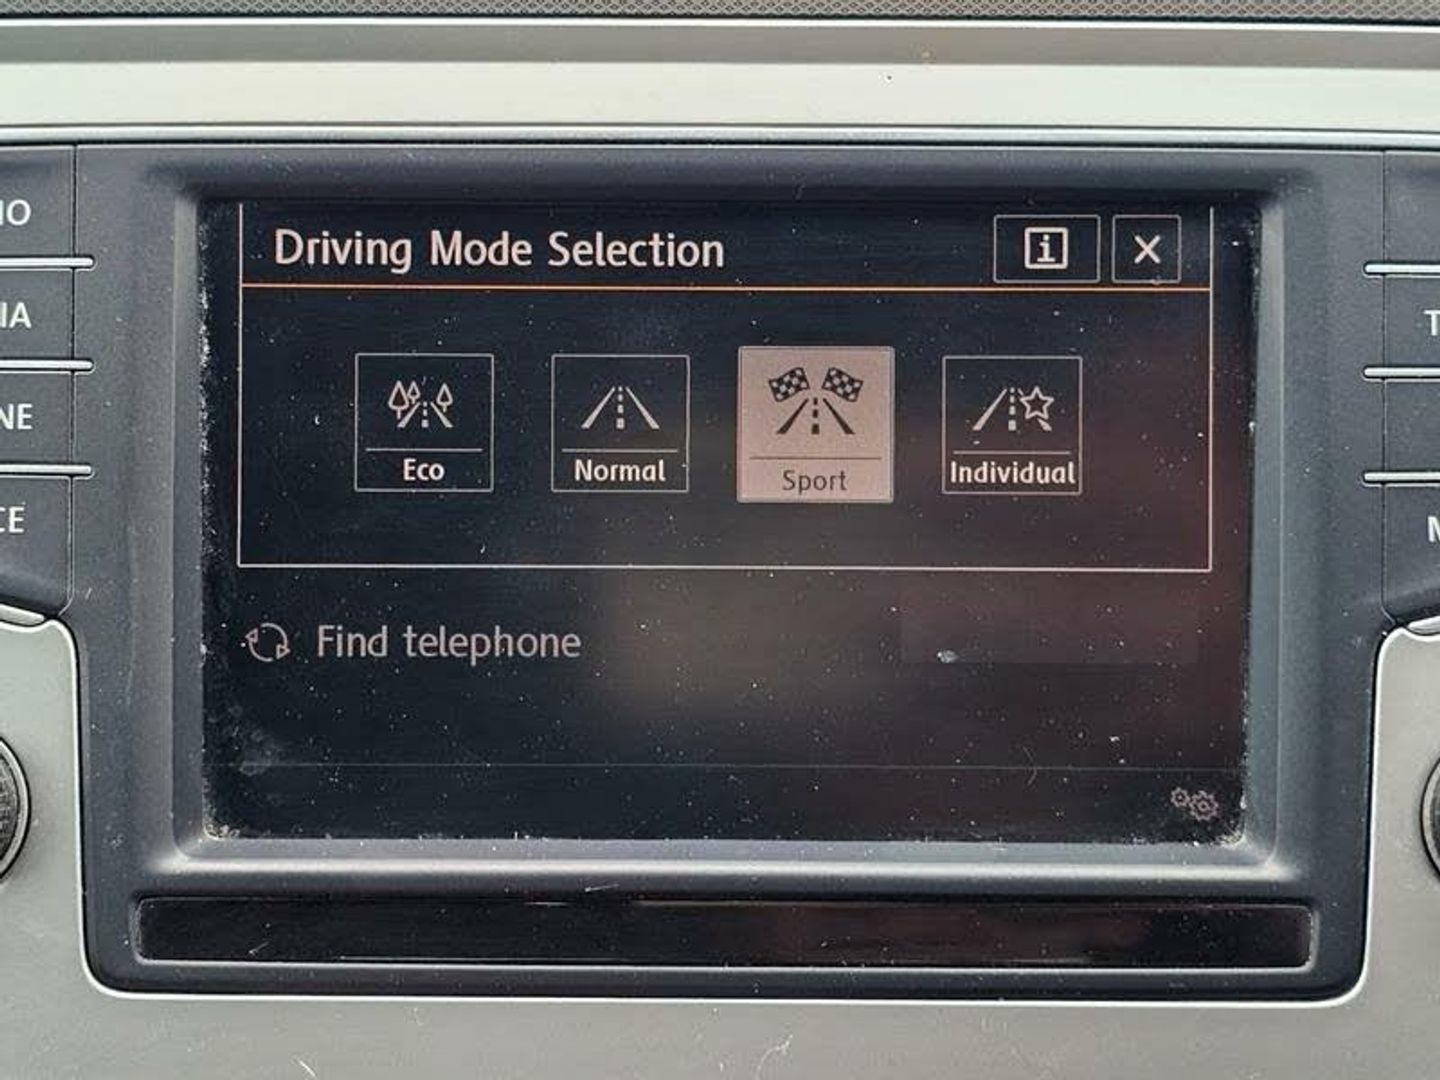 Driving Mode Selection
i X
Eco Normal Sport Individual
Find telephone